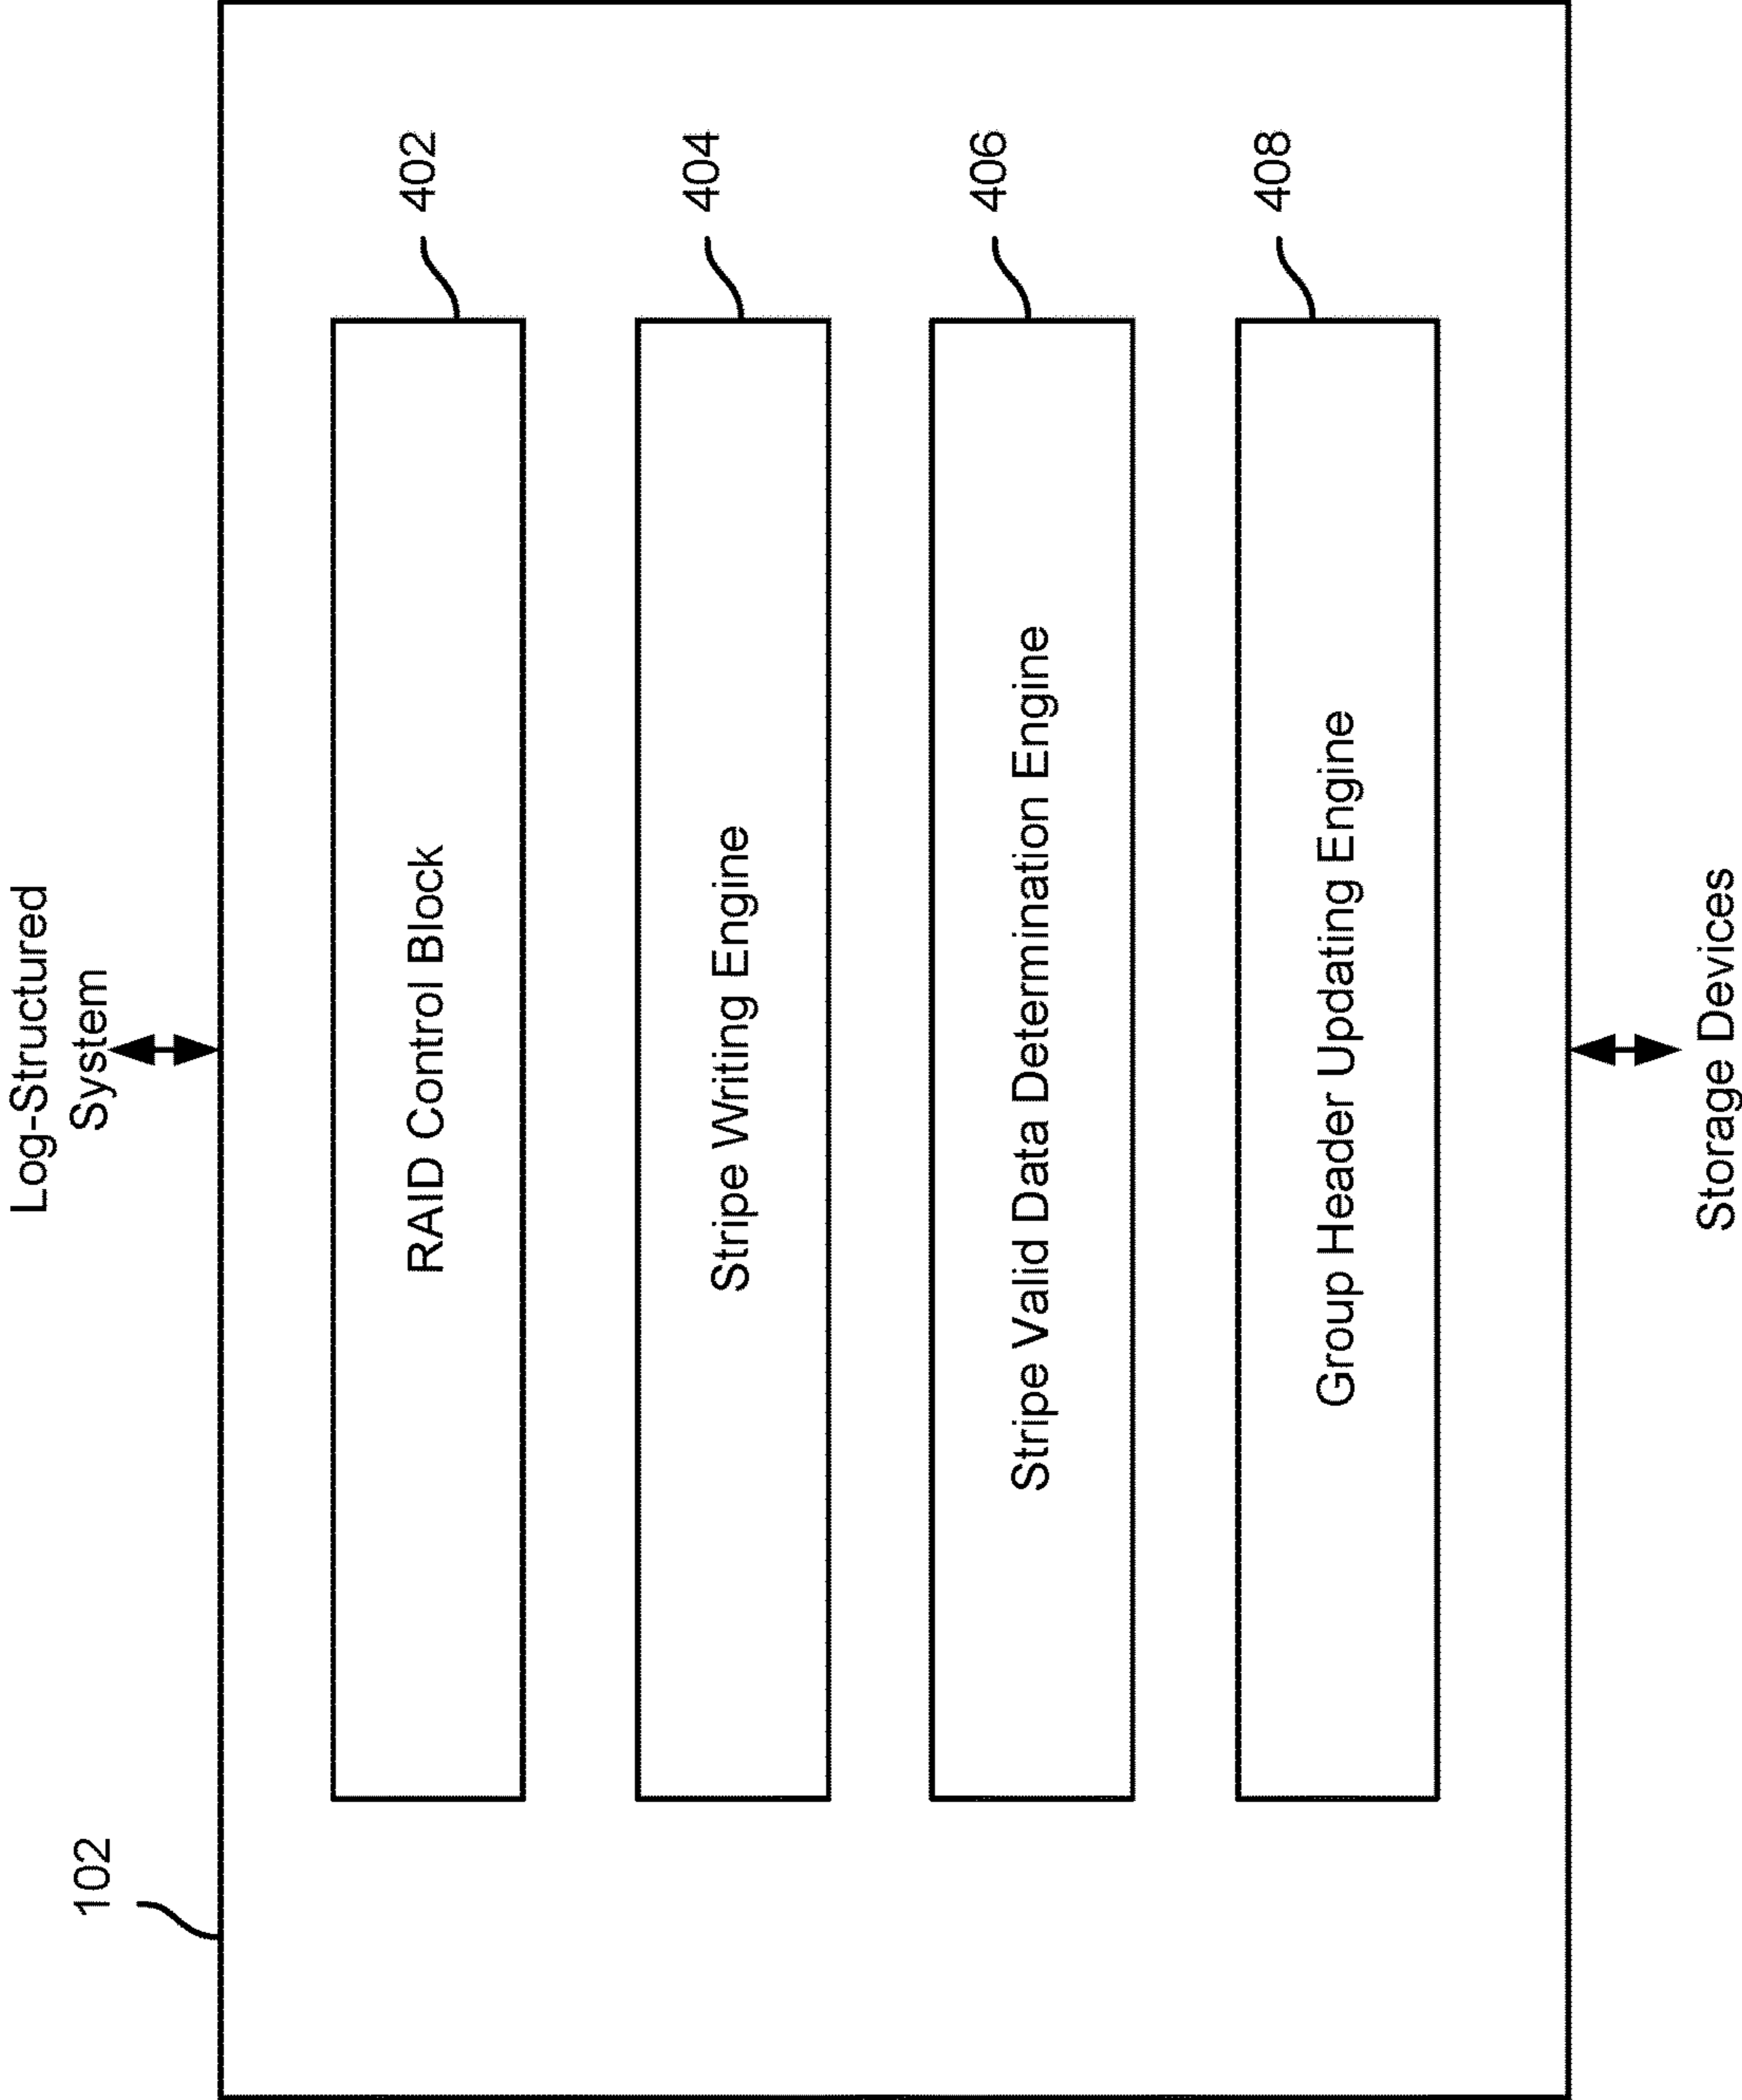 Log-Structured
System
102
RAID Control Block
402
Stripe Writing Engine
404
Stripe Valid Data Determination Engine
406
Group Header Updating Engine
408
Storage Devices